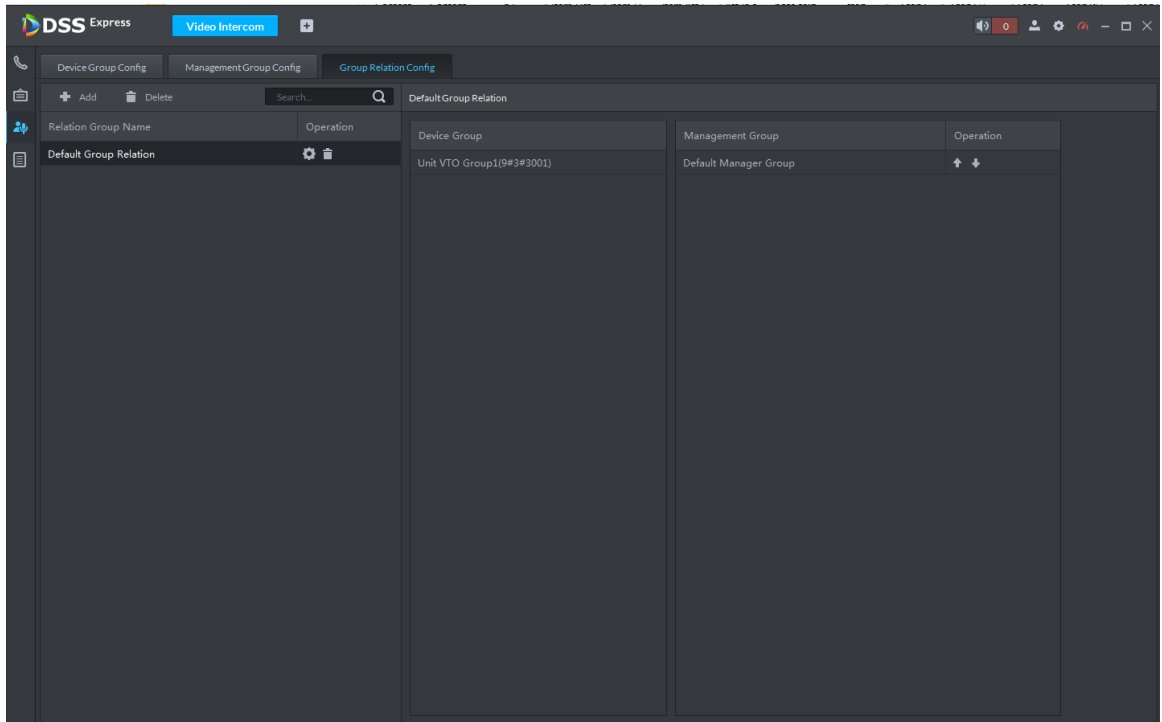 DSS Express
Video Intercom
0
Device Group Config
Management Group Config
Group Relation Config
Add
Delete
Search...
Default Group Relation
Relation Group Name
Operation
Default Group Relation
Device Group
Unit VTO Group1(9#3#3001)
Management Group
Operation
Default Manager Group